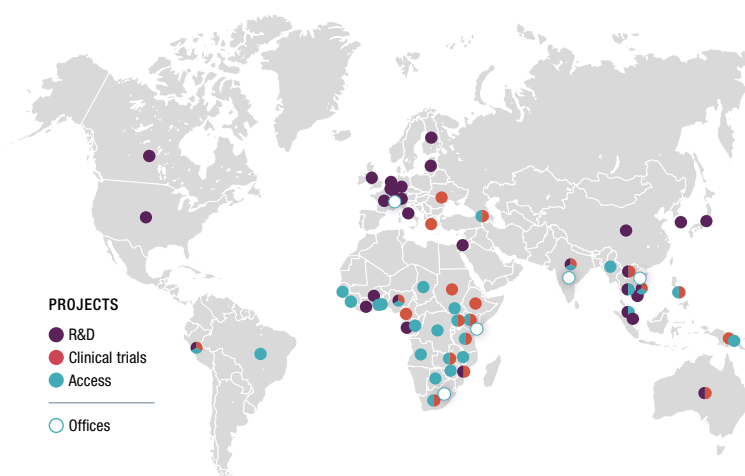 PROJECTS
R&D
Clinical trials
Access
Offices